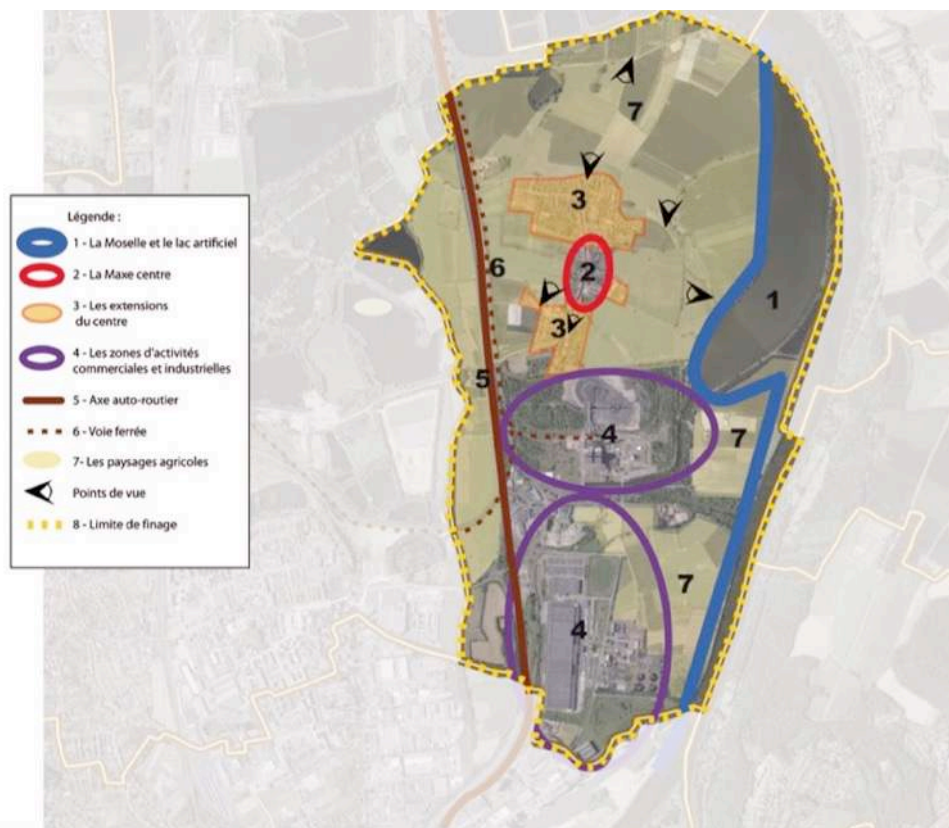 7
3
6
2
1
3
5
4
7
7
4
Légende :
1 - La Moselle et le lac artificiel
2 - La Maxe centre
3 - Les extensions
du centre
4 - Les zones d'activités
commerciales et industrielles
5 - Axe auto-routier
6 - Voie ferrée
7- Les paysages agricoles
Points de vue
8 - Limite de finage